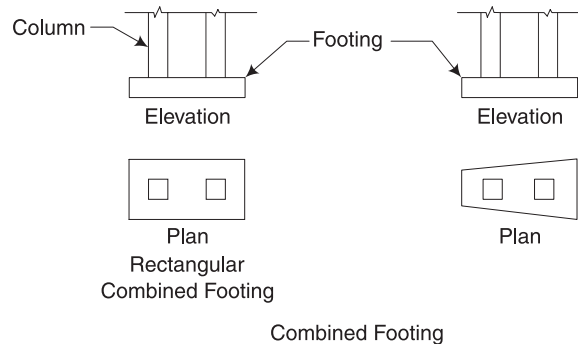 Column
Footing
Elevation
Elevation
Plan
Rectangular
Combined Footing
Plan
Combined Footing